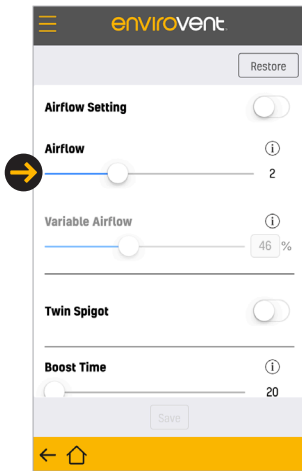 envirovent.
Restore
Airflow Setting
Airflow
2
Variable Airflow
46 %
Twin Spigot
Boost Time
20
Save